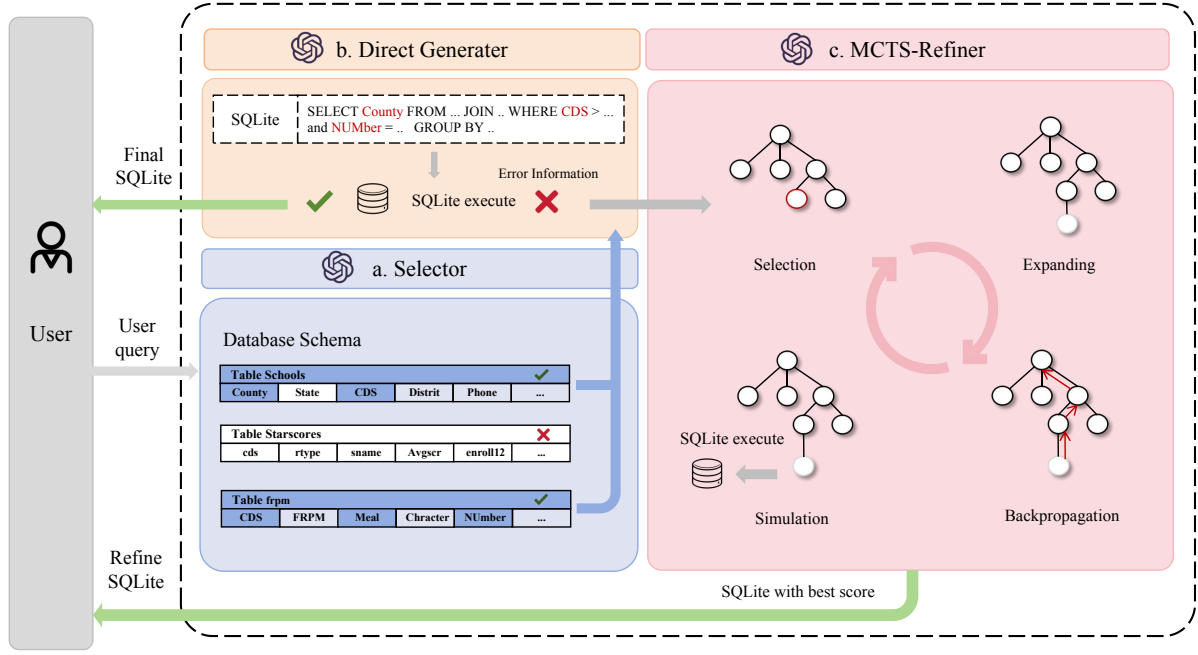 b. Direct Generater
c. MCTS-Refiner
SQLite
SELECT County FROM ... JOIN .. WHERE CDS > ...
and NUMber = .. GROUP BY ..
Final
SQLite
Error Information
SQLite execute
a. Selector
User
User
query
Database Schema
Table Schools
County State CDS Distrit Phone ...
Table Starscores
cds rtype sname Avgscr enroll12 ...
Table frpm
CDS FRPM Meal Chracter NUmber ...
Selection
Expanding
SQLite execute
Simulation
Backpropagation
Refine
SQLite
SQLite with best score